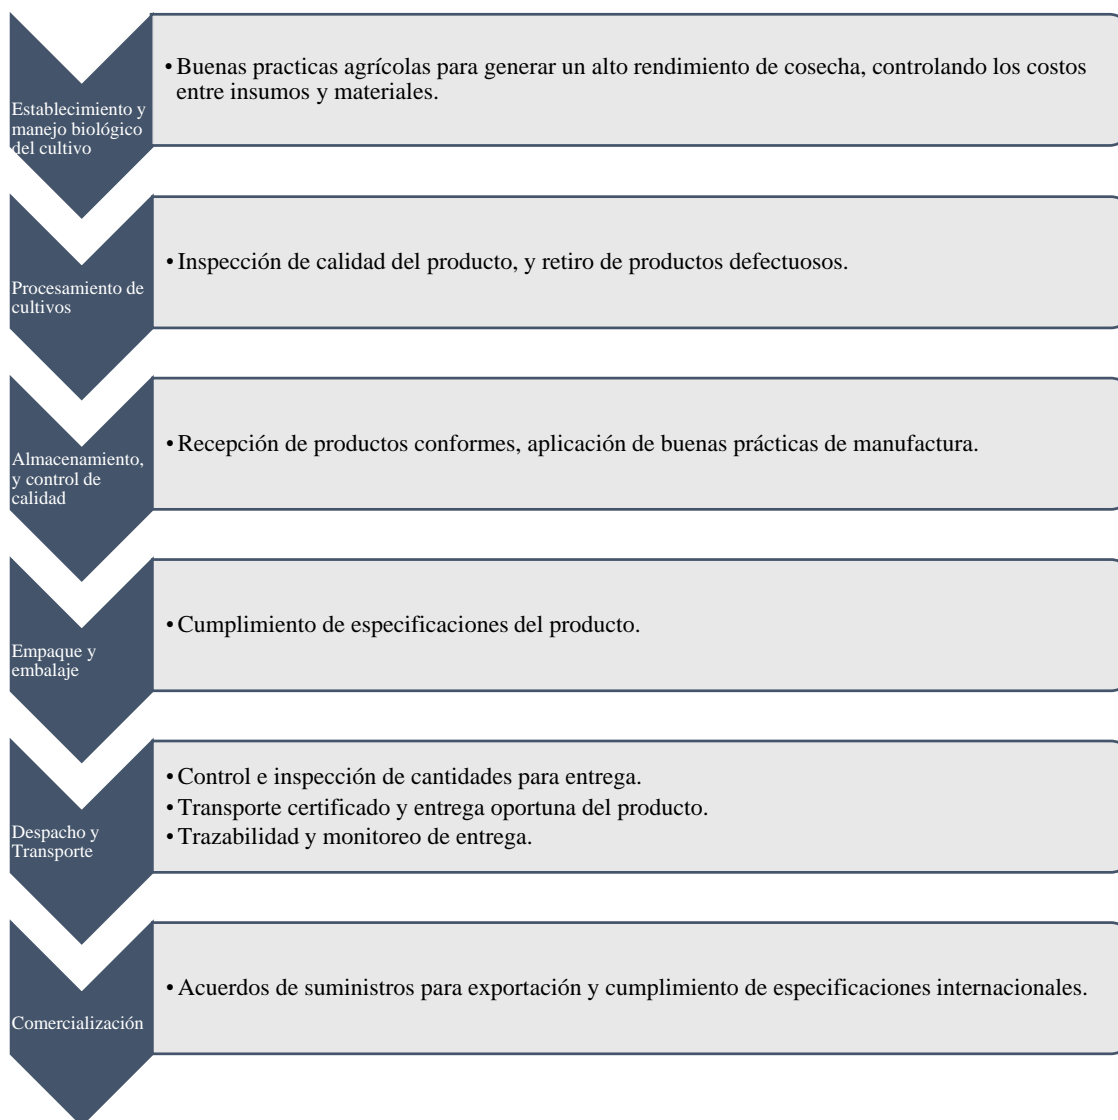 Establecimiento y
manejo biológico
del cultivo
• Buenas practicas agrícolas para generar un alto rendimiento de cosecha, controlando los costos
entre insumos y materiales.
Procesamiento de
cultivos
• Inspección de calidad del producto, y retiro de productos defectuosos.
Almacenamiento,
y control de
calidad
• Recepción de productos conformes, aplicación de buenas prácticas de manufactura.
Empaque y
embalaje
• Cumplimiento de especificaciones del producto.
Despacho y
Transporte
• Control e inspección de cantidades para entrega.
• Transporte certificado y entrega oportuna del producto.
• Trazabilidad y monitoreo de entrega.
Comercialización
• Acuerdos de suministros para exportación y cumplimiento de especificaciones internacionales.